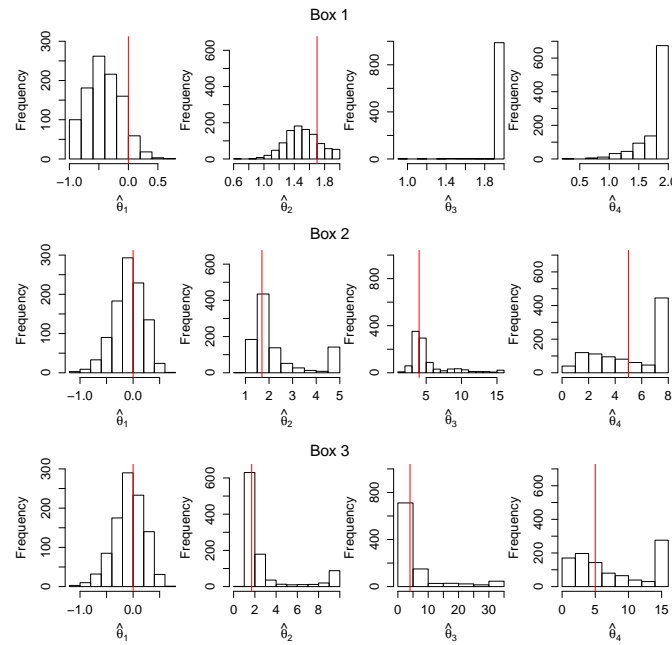 Box 1
Frequency
0 100 200 300
−1.0 0.0 0.5
θ̂1
Frequency
0 200 400 600
0.6 1.0 1.4 1.8
θ̂2
Frequency
0 400 800
1.0 1.4 1.8
θ̂3
Frequency
0 200 400 600
0.5 1.0 1.5 2.0
θ̂4
Box 2
Frequency
0 100 200 300
−1.0 0.0
θ̂1
Frequency
0 200 400 600
1 2 3 4 5
θ̂2
Frequency
0 400 800
5 10 15
θ̂3
Frequency
0 200 400 600
0 2 4 6 8
θ̂4
Box 3
Frequency
0 100 200 300
−1.0 0.0
θ̂1
Frequency
0 200 400 600
0 2 4 6 8
θ̂2
Frequency
0 400 800
0 10 20 30
θ̂3
Frequency
0 200 400 600
0 5 10 15
θ̂4